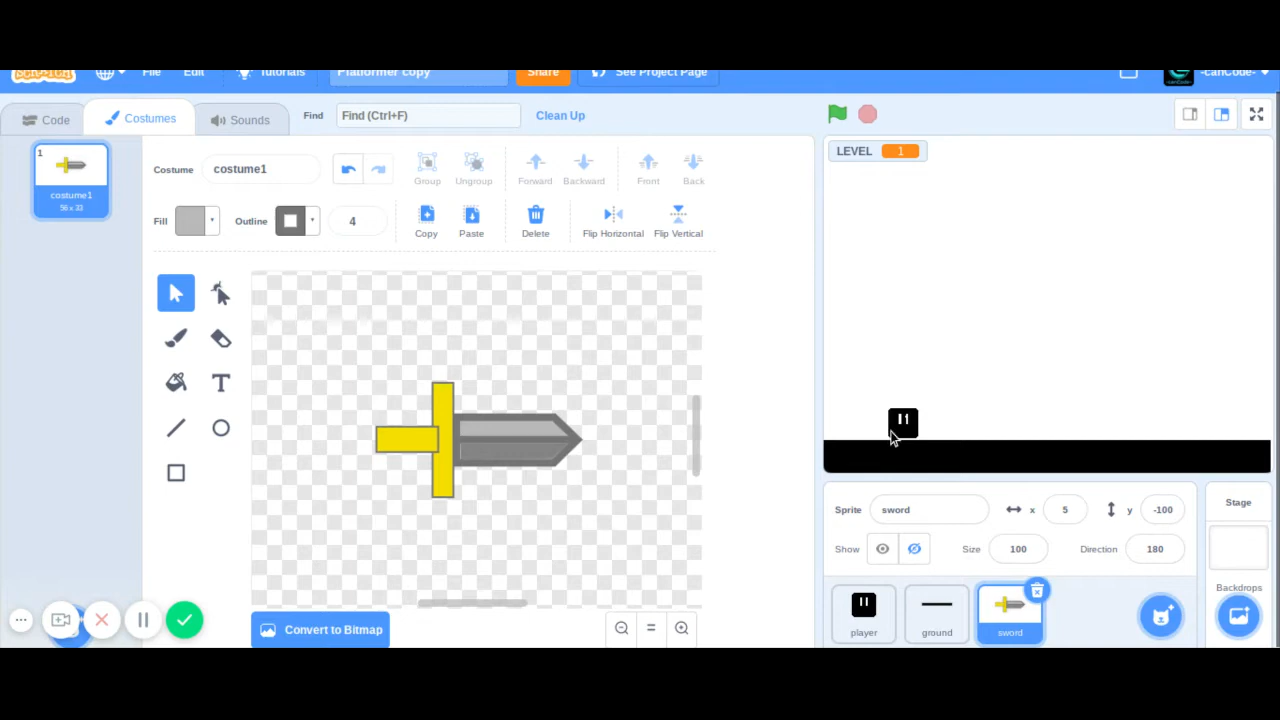 SCRATCH File Edit Tutorials Platformer copy Share See Project Page -canCode-
Code Costumes Sounds Find Find (Ctrl+F) Clean Up
LEVEL 1
1
costume1
56 x 33
Costume costume1
Group Ungroup Forward Backward Front Back
Fill Outline 4
Copy Paste Delete Flip Horizontal Flip Vertical
Convert to Bitmap
Sprite sword x 5 y -100
Show Size 100 Direction 180
player ground sword
Stage
Backdrops